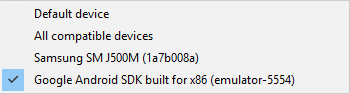 Default device
All compatible devices
Samsung SM J500M (1a7b008a)
Google Android SDK built for x86 (emulator-5554)